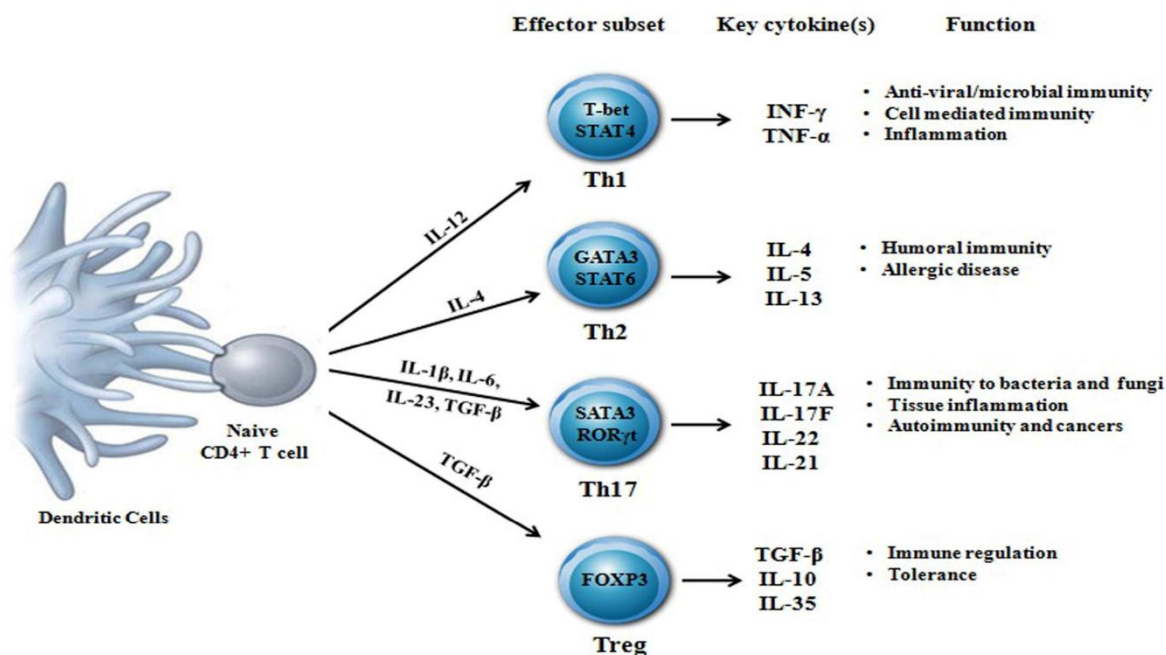 Effector subset Key cytokine(s) Function
T-bet
STAT4
Th1
INF-γ
TNF-α
• Anti-viral/microbial immunity
• Cell mediated immunity
• Inflammation
IL-12
GATA3
STAT6
Th2
IL-4
IL-5
IL-13
• Humoral immunity
• Allergic disease
IL-4
IL-1β, IL-6,
IL-23, TGF-β
SATA3
RORγt
Th17
IL-17A
IL-17F
IL-22
IL-21
• Immunity to bacteria and fungi
• Tissue inflammation
• Autoimmunity and cancers
Naive
CD4+ T cell
Dendritic Cells
TGF-β
FOXP3
Treg
TGF-β
IL-10
IL-35
• Immune regulation
• Tolerance